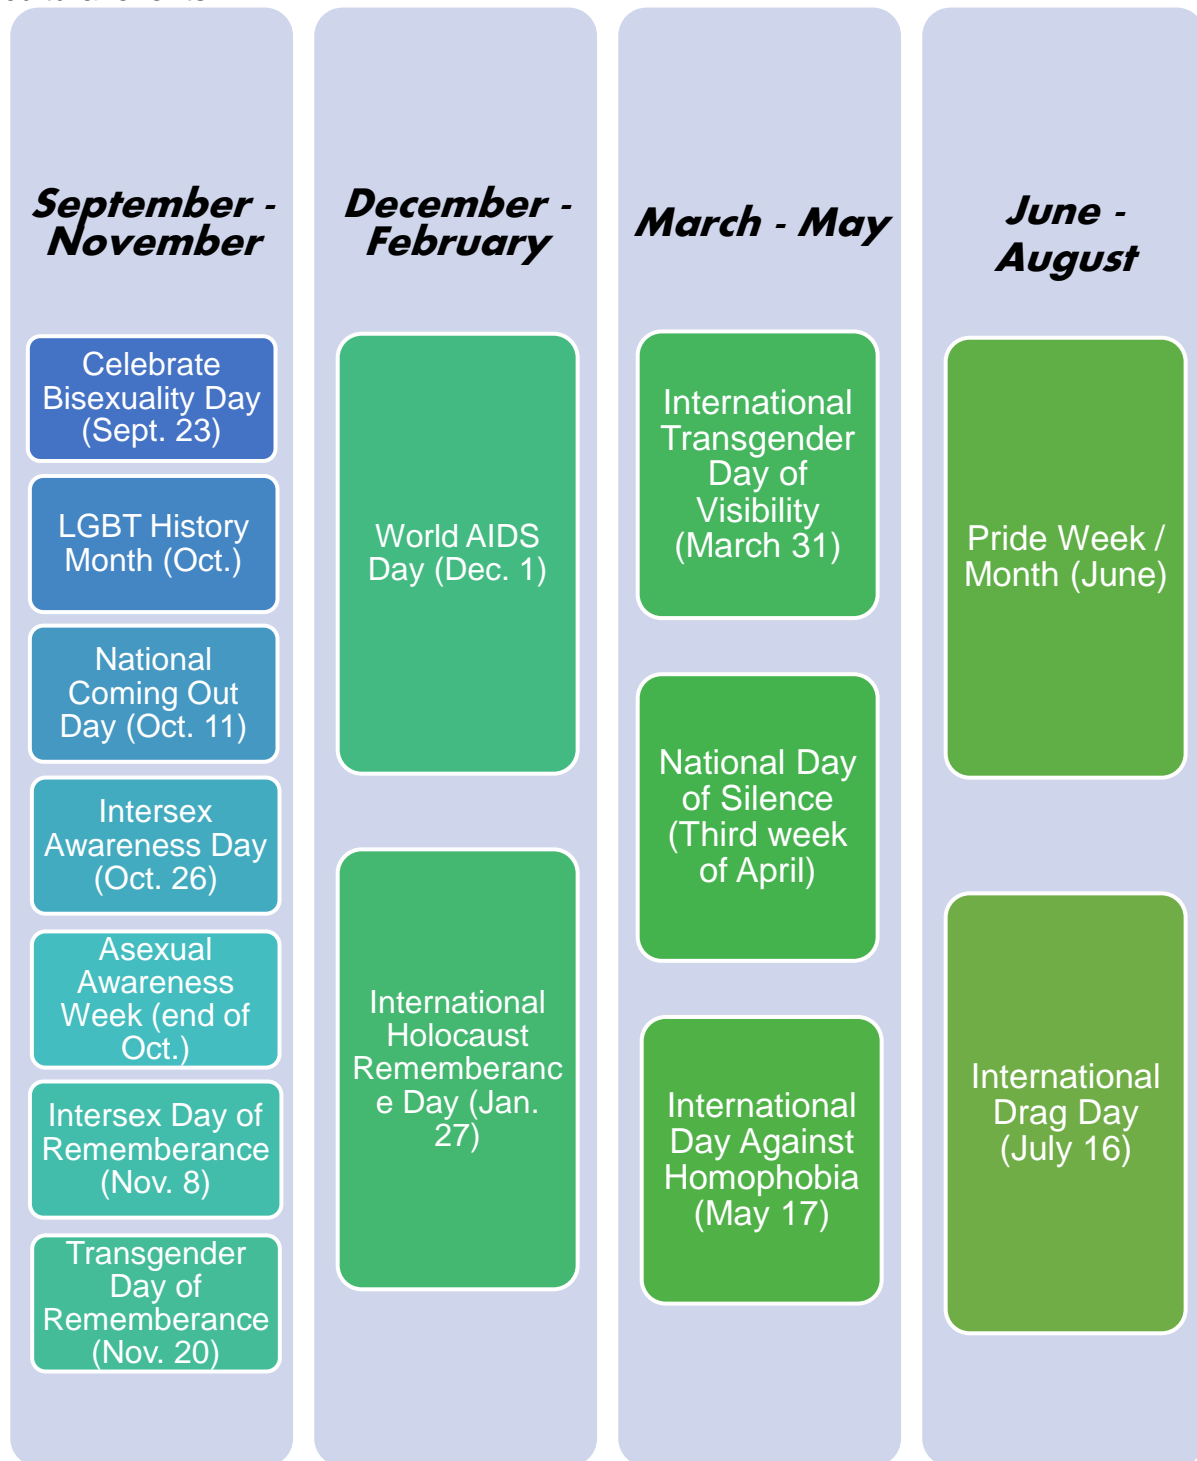 September -
November
Celebrate
Bisexuality Day
(Sept. 23)
LGBT History
Month (Oct.)
National
Coming Out
Day (Oct. 11)
Intersex
Awareness Day
(Oct. 26)
Asexual
Awareness
Week (end of
Oct.)
Intersex Day of
Rememberance
(Nov. 8)
Transgender
Day of
Rememberance
(Nov. 20)
December -
February
World AIDS
Day (Dec. 1)
International
Holocaust
Rememberanc
e Day (Jan.
27)
March - May
International
Transgender
Day of
Visibility
(March 31)
National Day
of Silence
(Third week
of April)
International
Day Against
Homophobia
(May 17)
June -
August
Pride Week /
Month (June)
International
Drag Day
(July 16)